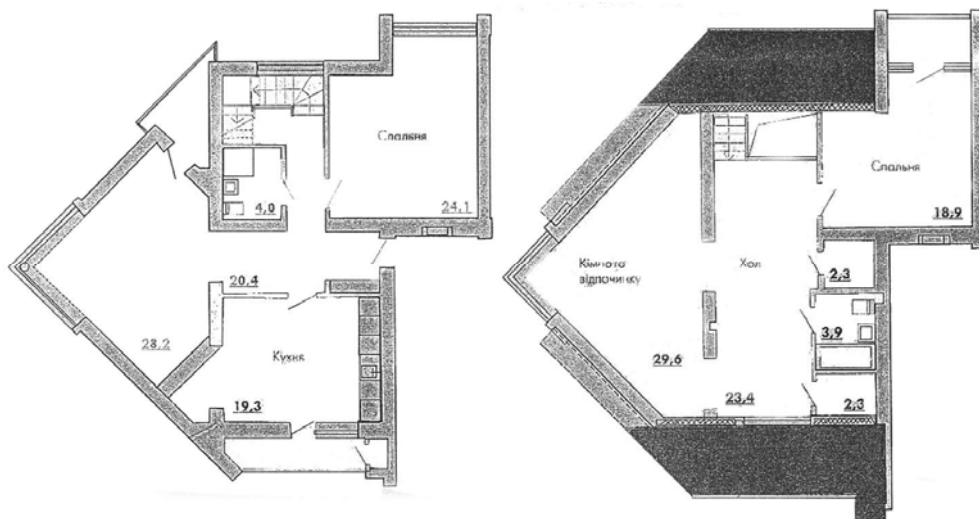 Спальня
24,1
4,0
20,4
28,2
Кухня
19,3
Спальня
18,9
Кімната
відпочинку
Хол
2,3
3,9
29,6
23,4
2,3